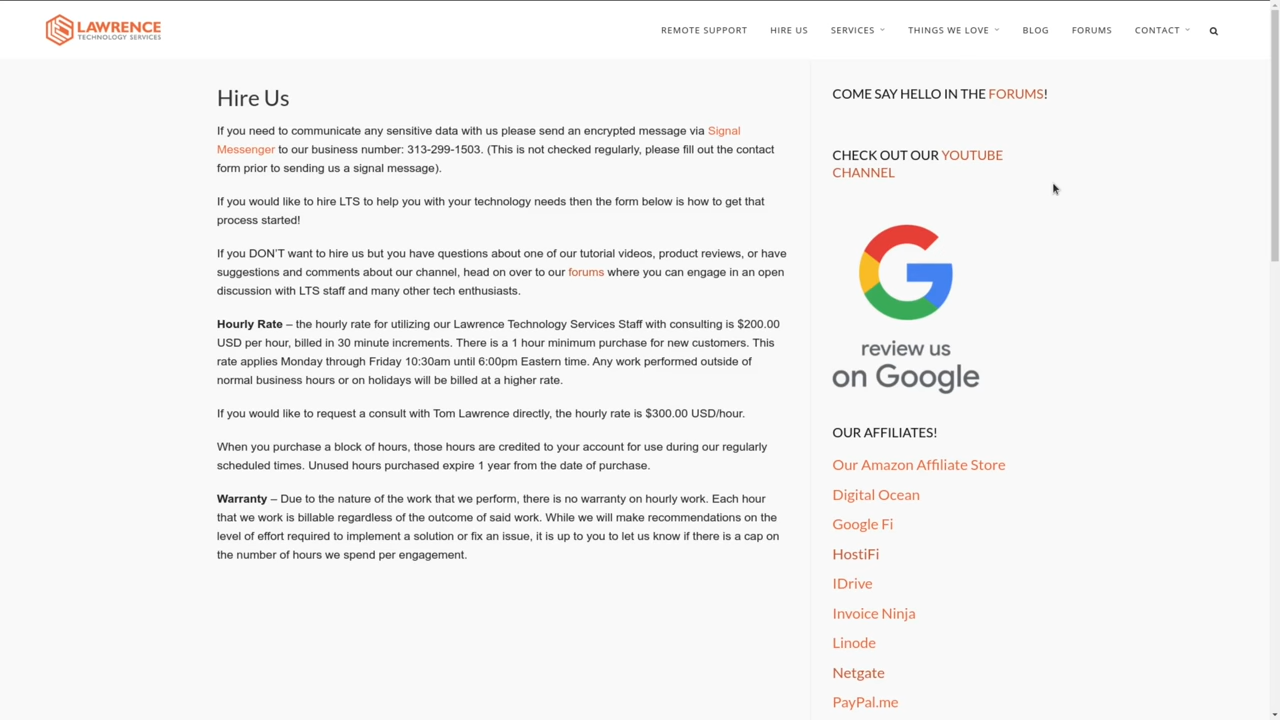 LAWRENCE
TECHNOLOGY SERVICES
REMOTE SUPPORT
HIRE US
SERVICES
THINGS WE LOVE
BLOG
FORUMS
CONTACT
Hire Us
If you need to communicate any sensitive data with us please send an encrypted message via Signal
Messenger to our business number: 313-299-1503. (This is not checked regularly, please fill out the contact
form prior to sending us a signal message).
If you would like to hire LTS to help you with your technology needs then the form below is how to get that
process started!
If you DON'T want to hire us but you have questions about one of our tutorial videos, product reviews, or have
suggestions and comments about our channel, head on over to our forums where you can engage in an open
discussion with LTS staff and many other tech enthusiasts.
Hourly Rate – the hourly rate for utilizing our Lawrence Technology Services Staff with consulting is $200.00
USD per hour, billed in 30 minute increments. There is a 1 hour minimum purchase for new customers. This
rate applies Monday through Friday 10:30am until 6:00pm Eastern time. Any work performed outside of
normal business hours or on holidays will be billed at a higher rate.
If you would like to request a consult with Tom Lawrence directly, the hourly rate is $300.00 USD/hour.
When you purchase a block of hours, those hours are credited to your account for use during our regularly
scheduled times. Unused hours purchased expire 1 year from the date of purchase.
Warranty – Due to the nature of the work that we perform, there is no warranty on hourly work. Each hour
that we work is billable regardless of the outcome of said work. While we will make recommendations on the
level of effort required to implement a solution or fix an issue, it is up to you to let us know if there is a cap on
the number of hours we spend per engagement.
COME SAY HELLO IN THE FORUMS!
CHECK OUT OUR YOUTUBE
CHANNEL
review us
on Google
OUR AFFILIATES!
Our Amazon Affiliate Store
Digital Ocean
Google Fi
HostiFi
IDrive
Invoice Ninja
Linode
Netgate
PayPal.me